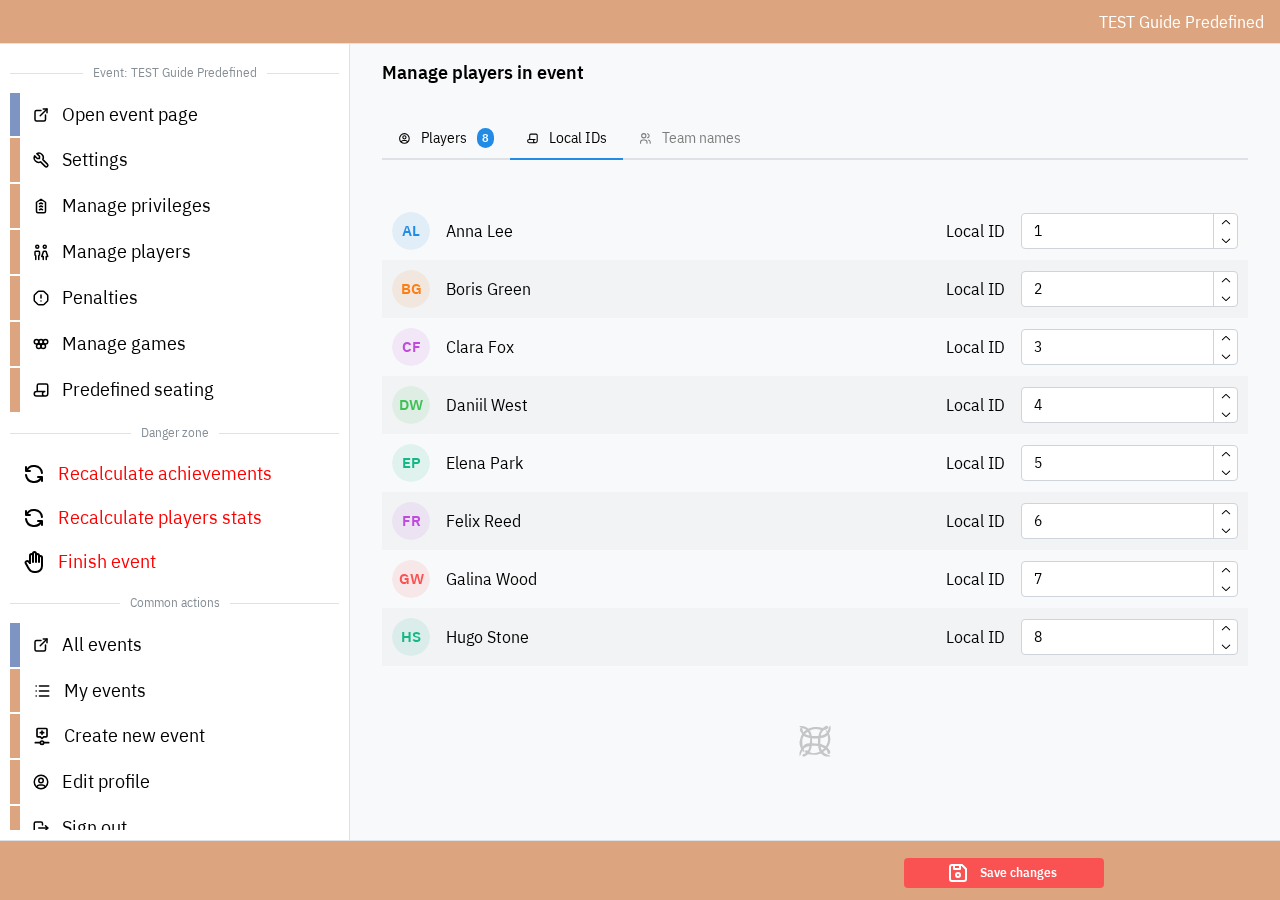 TEST Guide Predefined
Event: TEST Guide Predefined
Open event page
Settings
Manage privileges
Manage players
Penalties
Manage games
Predefined seating
Danger zone
Recalculate achievements
Recalculate players stats
Finish event
Common actions
All events
My events
Create new event
Edit profile
Sign out
Manage players in event
Players 8 Local IDs Team names
AL Anna Lee Local ID 1
BG Boris Green Local ID 2
CF Clara Fox Local ID 3
DW Daniil West Local ID 4
EP Elena Park Local ID 5
FR Felix Reed Local ID 6
GW Galina Wood Local ID 7
HS Hugo Stone Local ID 8
Save changes